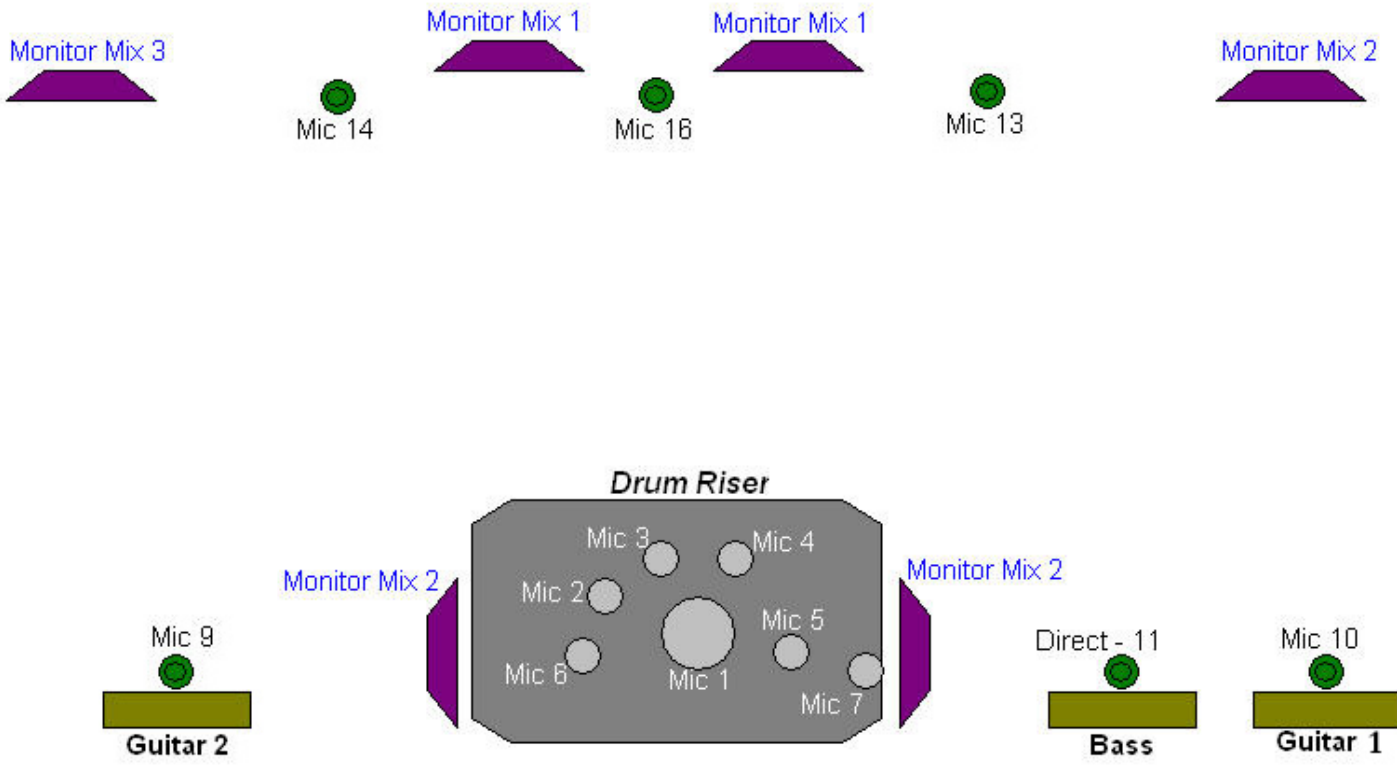 Monitor Mix 3
Monitor Mix 1
Monitor Mix 1
Monitor Mix 2
Mic 14
Mic 16
Mic 13
Drum Riser
Mic 3
Mic 4
Monitor Mix 2
Mic 2
Monitor Mix 2
Mic 5
Mic 9
Mic 6
Mic 1
Mic 7
Direct - 11
Mic 10
Guitar 2
Bass
Guitar 1